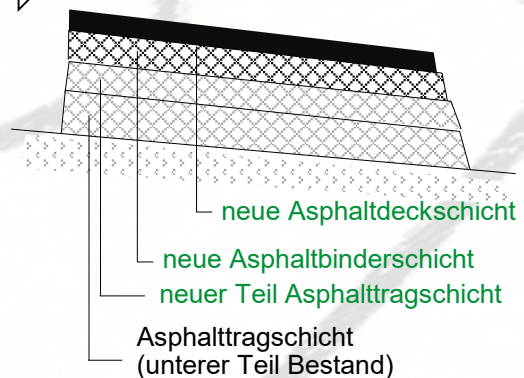 neue Asphaltdeckschicht
neue Asphaltbinderschicht
neuer Teil Asphalttragschicht
Asphalttragschicht
(unterer Teil Bestand)